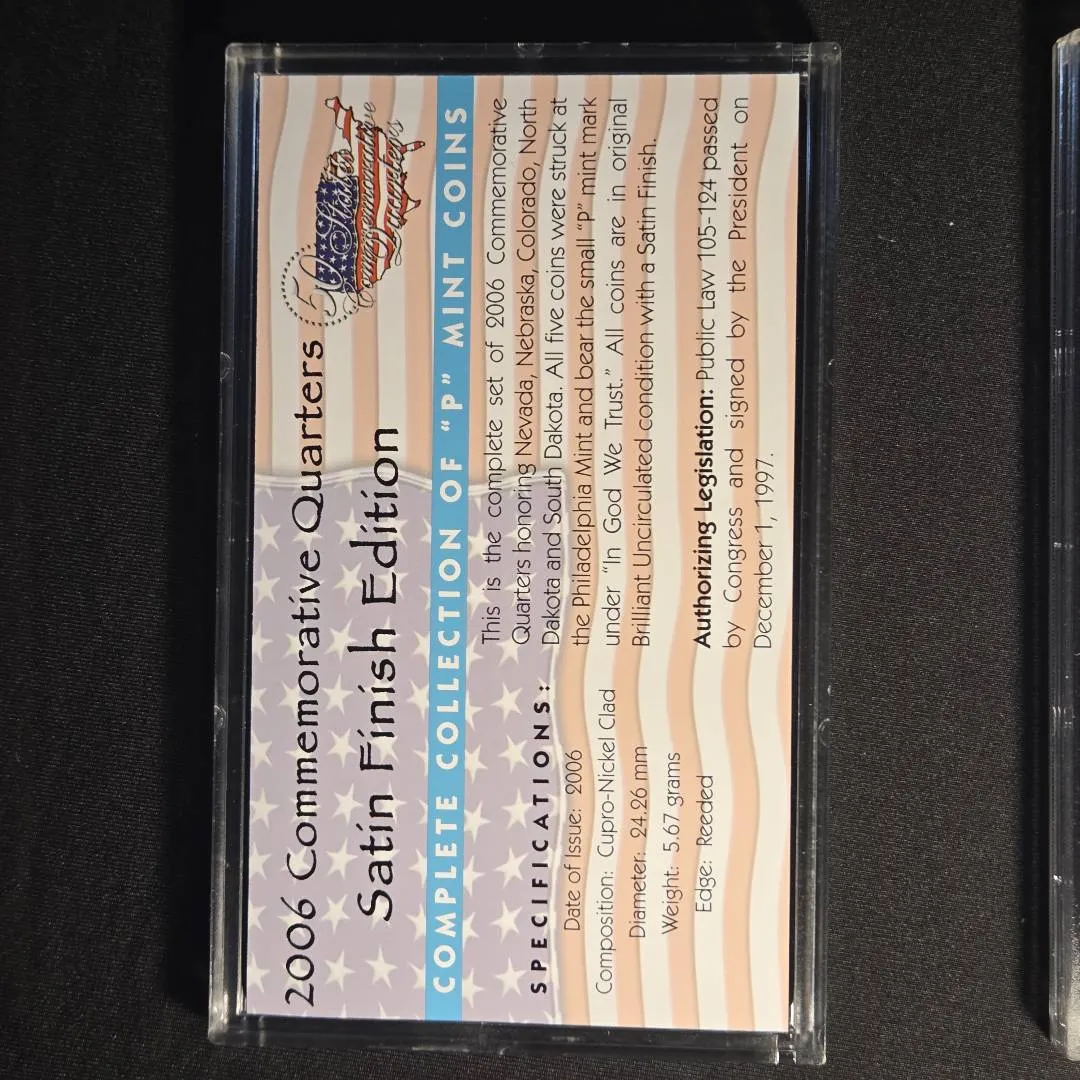 2006 Commemorative Quarters
Satin Finish Edition
50 States
Commemorative
Quarters
COMPLETE COLLECTION OF "P" MINT COINS
SPECIFICATIONS:
Date of Issue: 2006
Composition: Cupro-Nickel Clad
Diameter: 24.26 mm
Weight: 5.67 grams
Edge: Reeded
This is the complete set of 2006 Commemorative
Quarters honoring Nevada, Nebraska, Colorado, North
Dakota and South Dakota. All five coins were struck at
the Philadelphia Mint and bear the small "P" mint mark
under "In God We Trust." All coins are in original
Brilliant Uncirculated condition with a Satin Finish.
Authorizing Legislation: Public Law 105-124 passed
by Congress and signed by the President on
December 1, 1997.